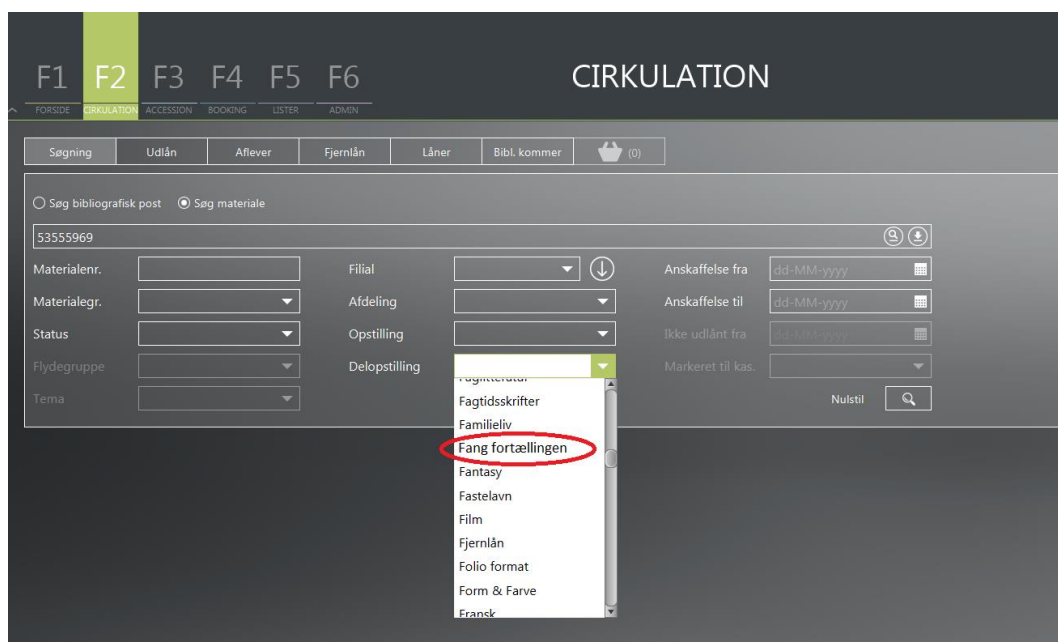 F1 F2 F3 F4 F5 F6 CIRKULATION
FORSIDE CIRKULATION ACCESSION BOOKING LISTER ADMIN
Søgning Udlån Aflever Fjernlån Låner Bibl. kommer (0)
Søg bibliografisk post Søg materiale
53555969
Materialenr. Filial Anskaffelse fra dd-MM-yyyy
Materialegr. Afdeling Anskaffelse til dd-MM-yyyy
Status Opstilling Ikke udlånt fra dd-MM-yyyy
Flydegruppe Delopstilling Markeret til kas.
Faglitteratur
Tema Fagtidsskrifter Nulstil
Familieliv
Fang fortællingen
Fantasy
Fastelavn
Film
Fjernlån
Folio format
Form & Farve
Fransk